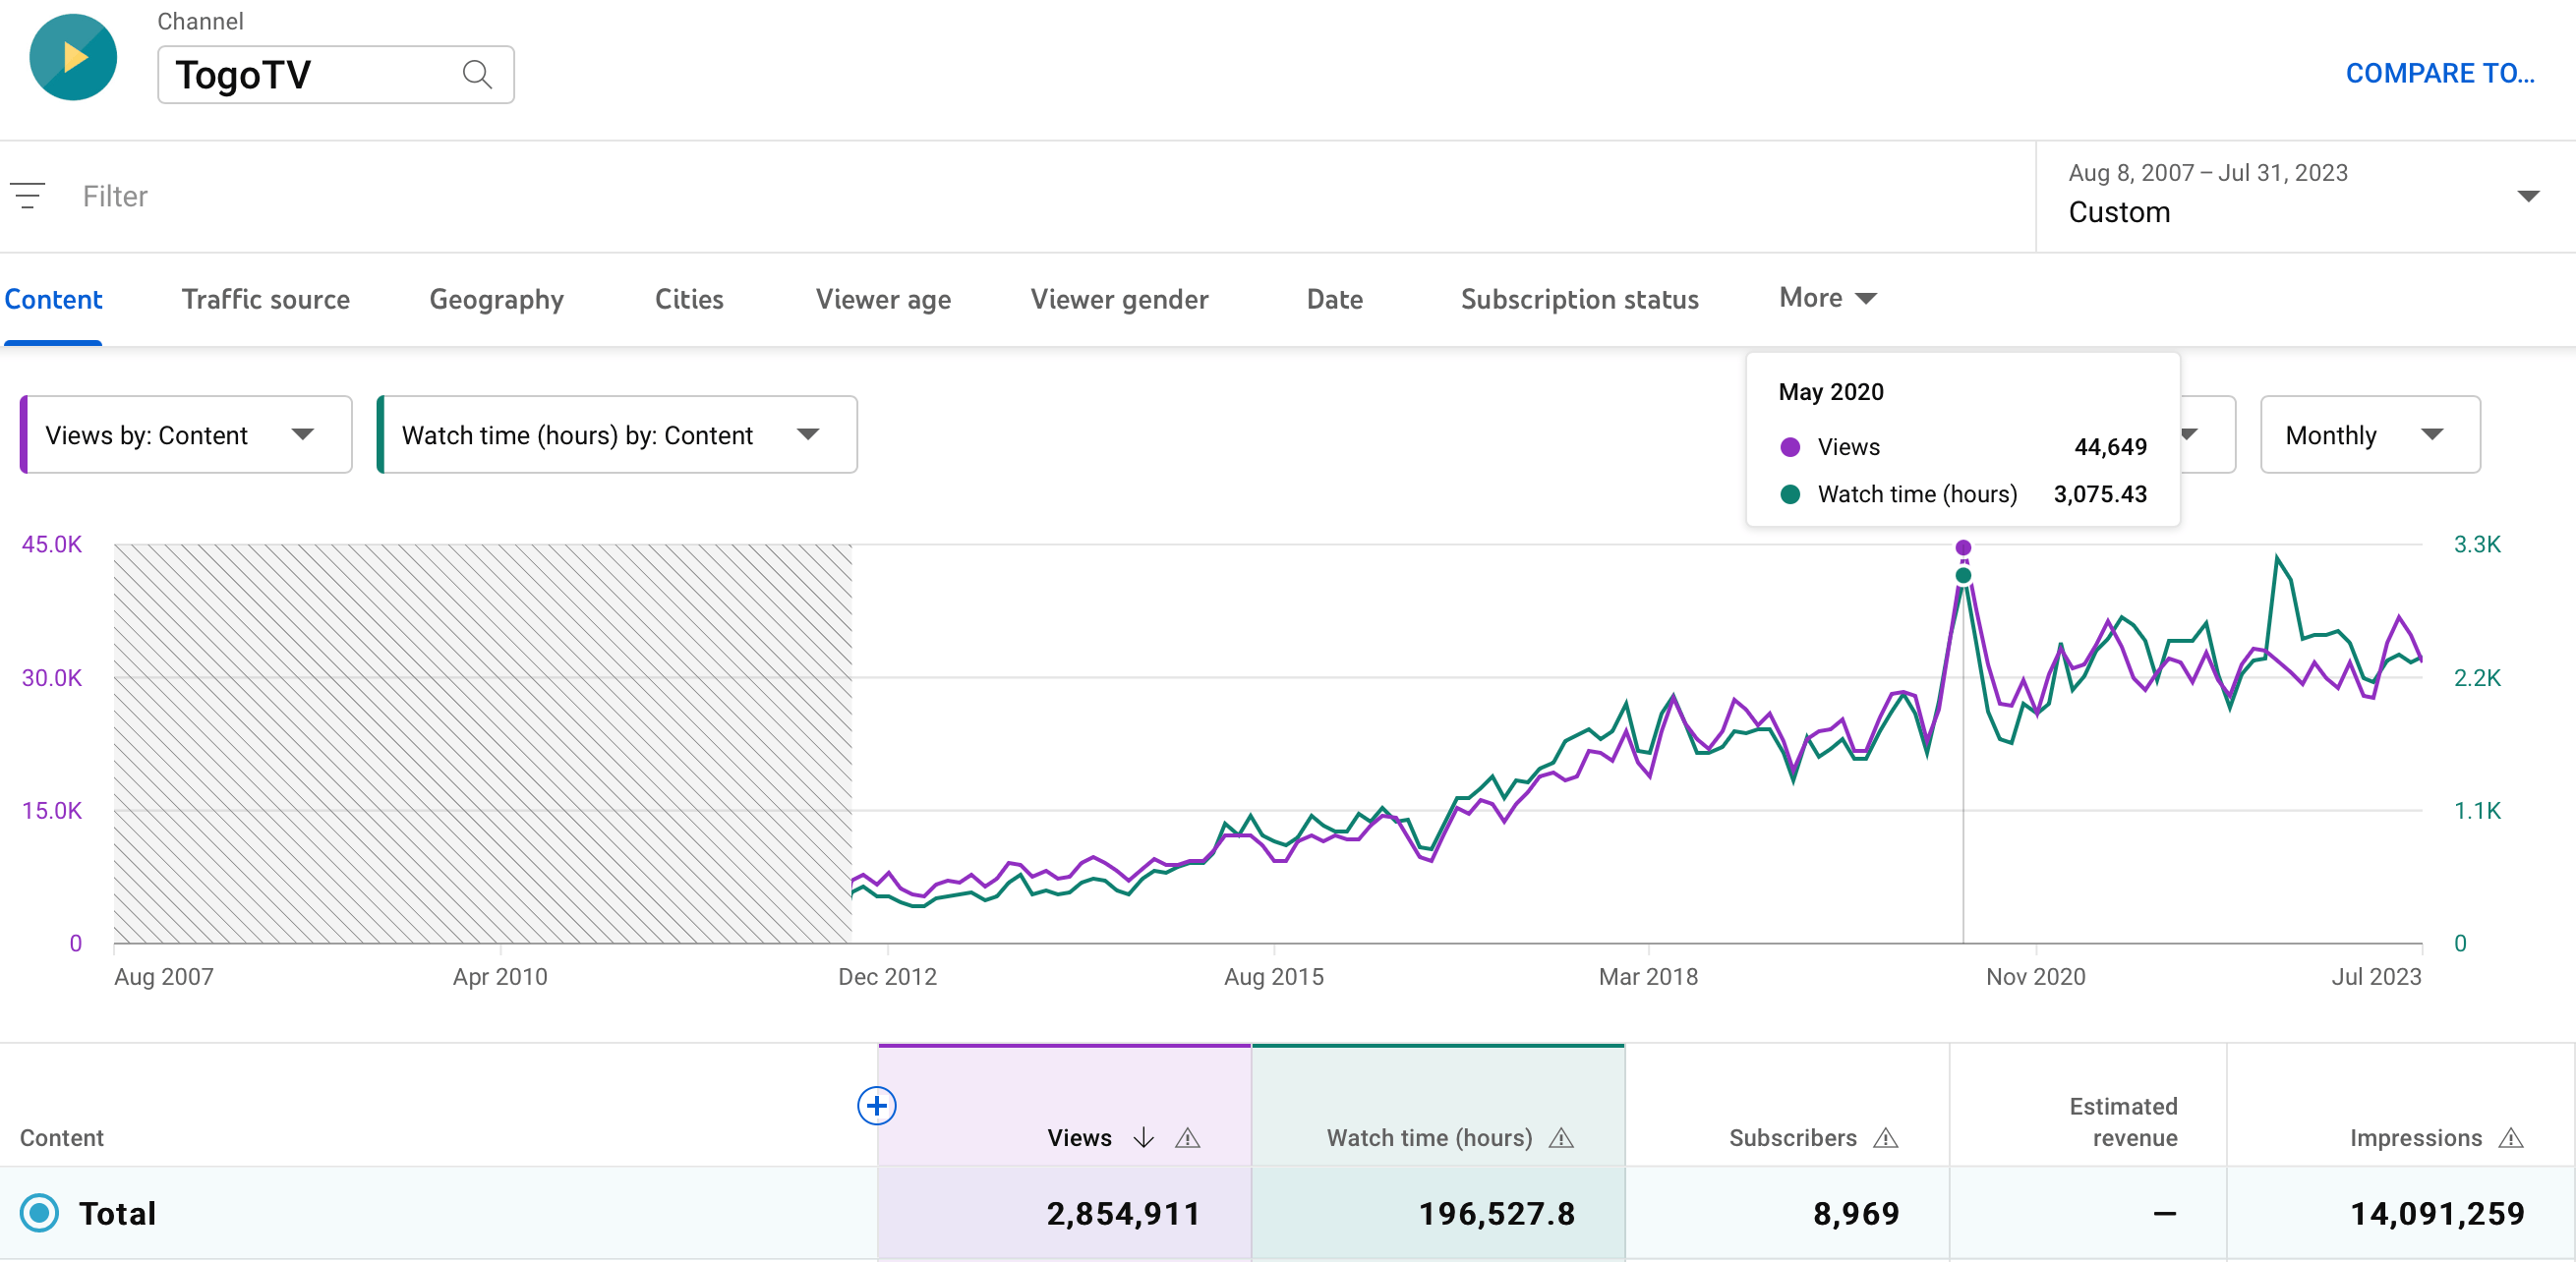 Channel
TogoTV
COMPARE TO...
Filter
Aug 8, 2007 – Jul 31, 2023
Custom
Content Traffic source Geography Cities Viewer age Viewer gender Date Subscription status More
May 2020
Views 44,649
Watch time (hours) 3,075.43
Views by: Content
Watch time (hours) by: Content
Monthly
45.0K 3.3K
30.0K 2.2K
15.0K 1.1K
0 0
Aug 2007 Apr 2010 Dec 2012 Aug 2015 Mar 2018 Nov 2020 Jul 2023
Content Views Watch time (hours) Subscribers Estimated
revenue Impressions
Total 2,854,911 196,527.8 8,969 — 14,091,259